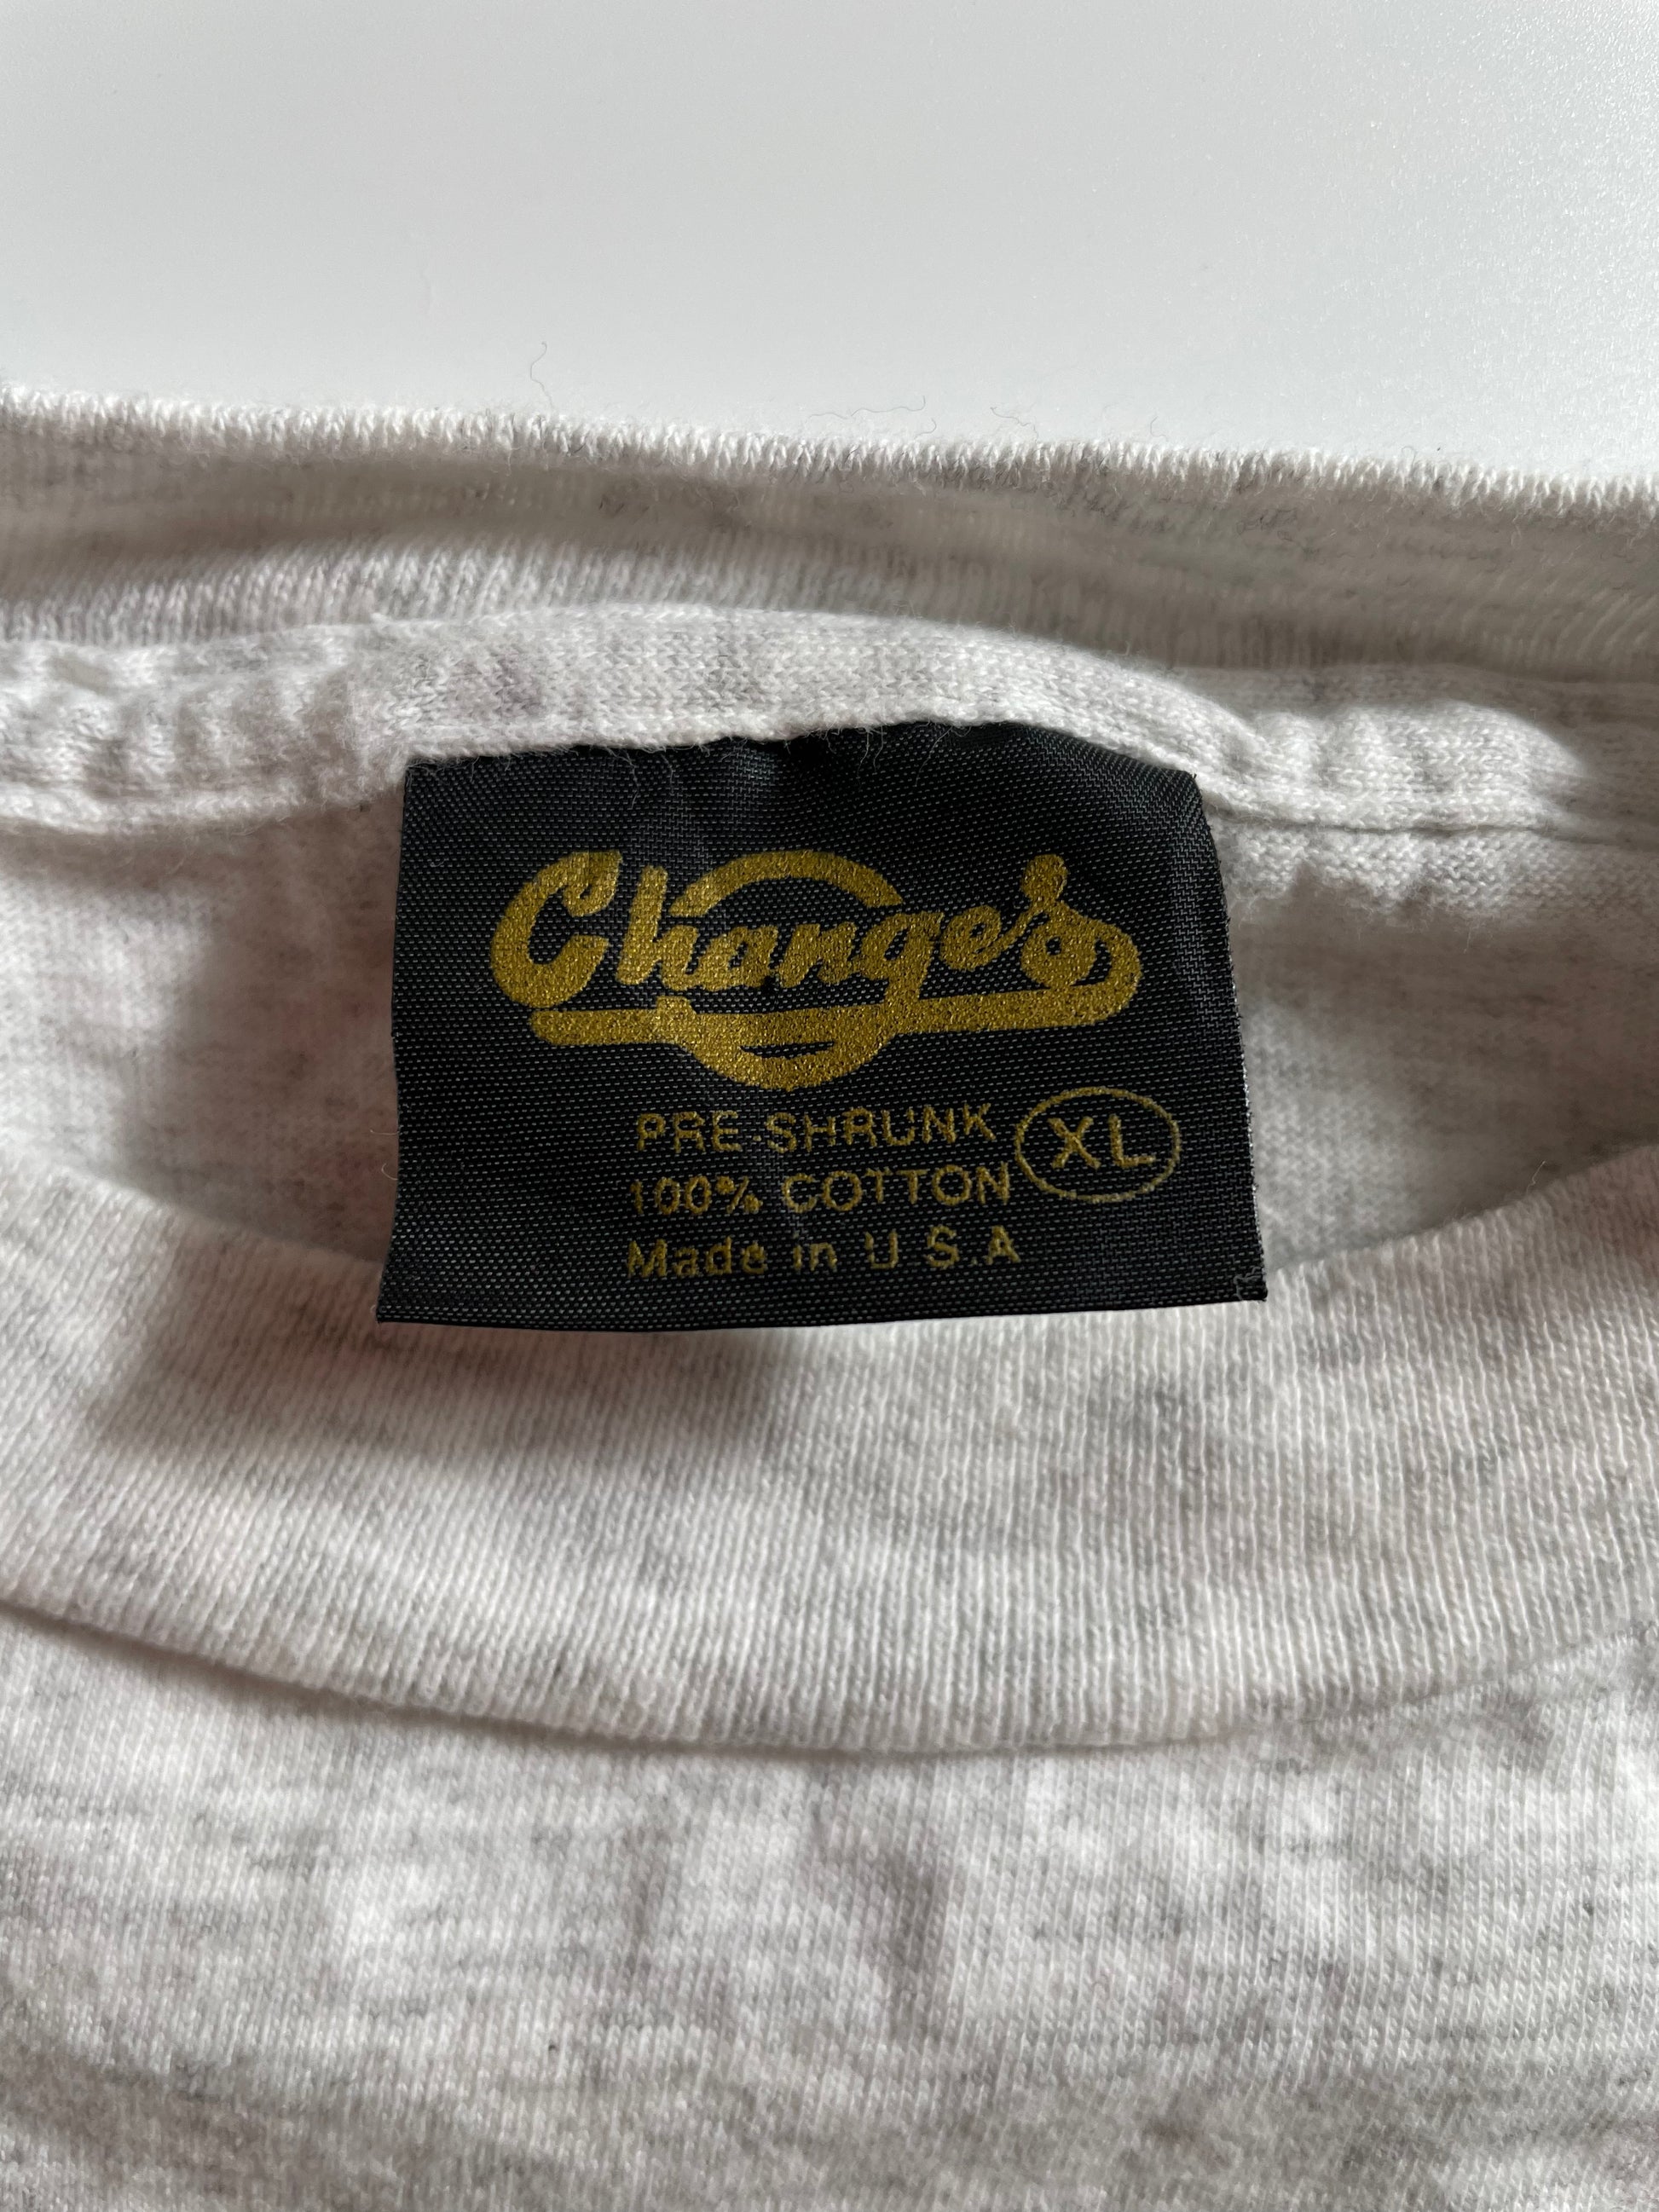 Changes
PRE-SHRUNK
100% COTTON
XL
Made in U.S.A